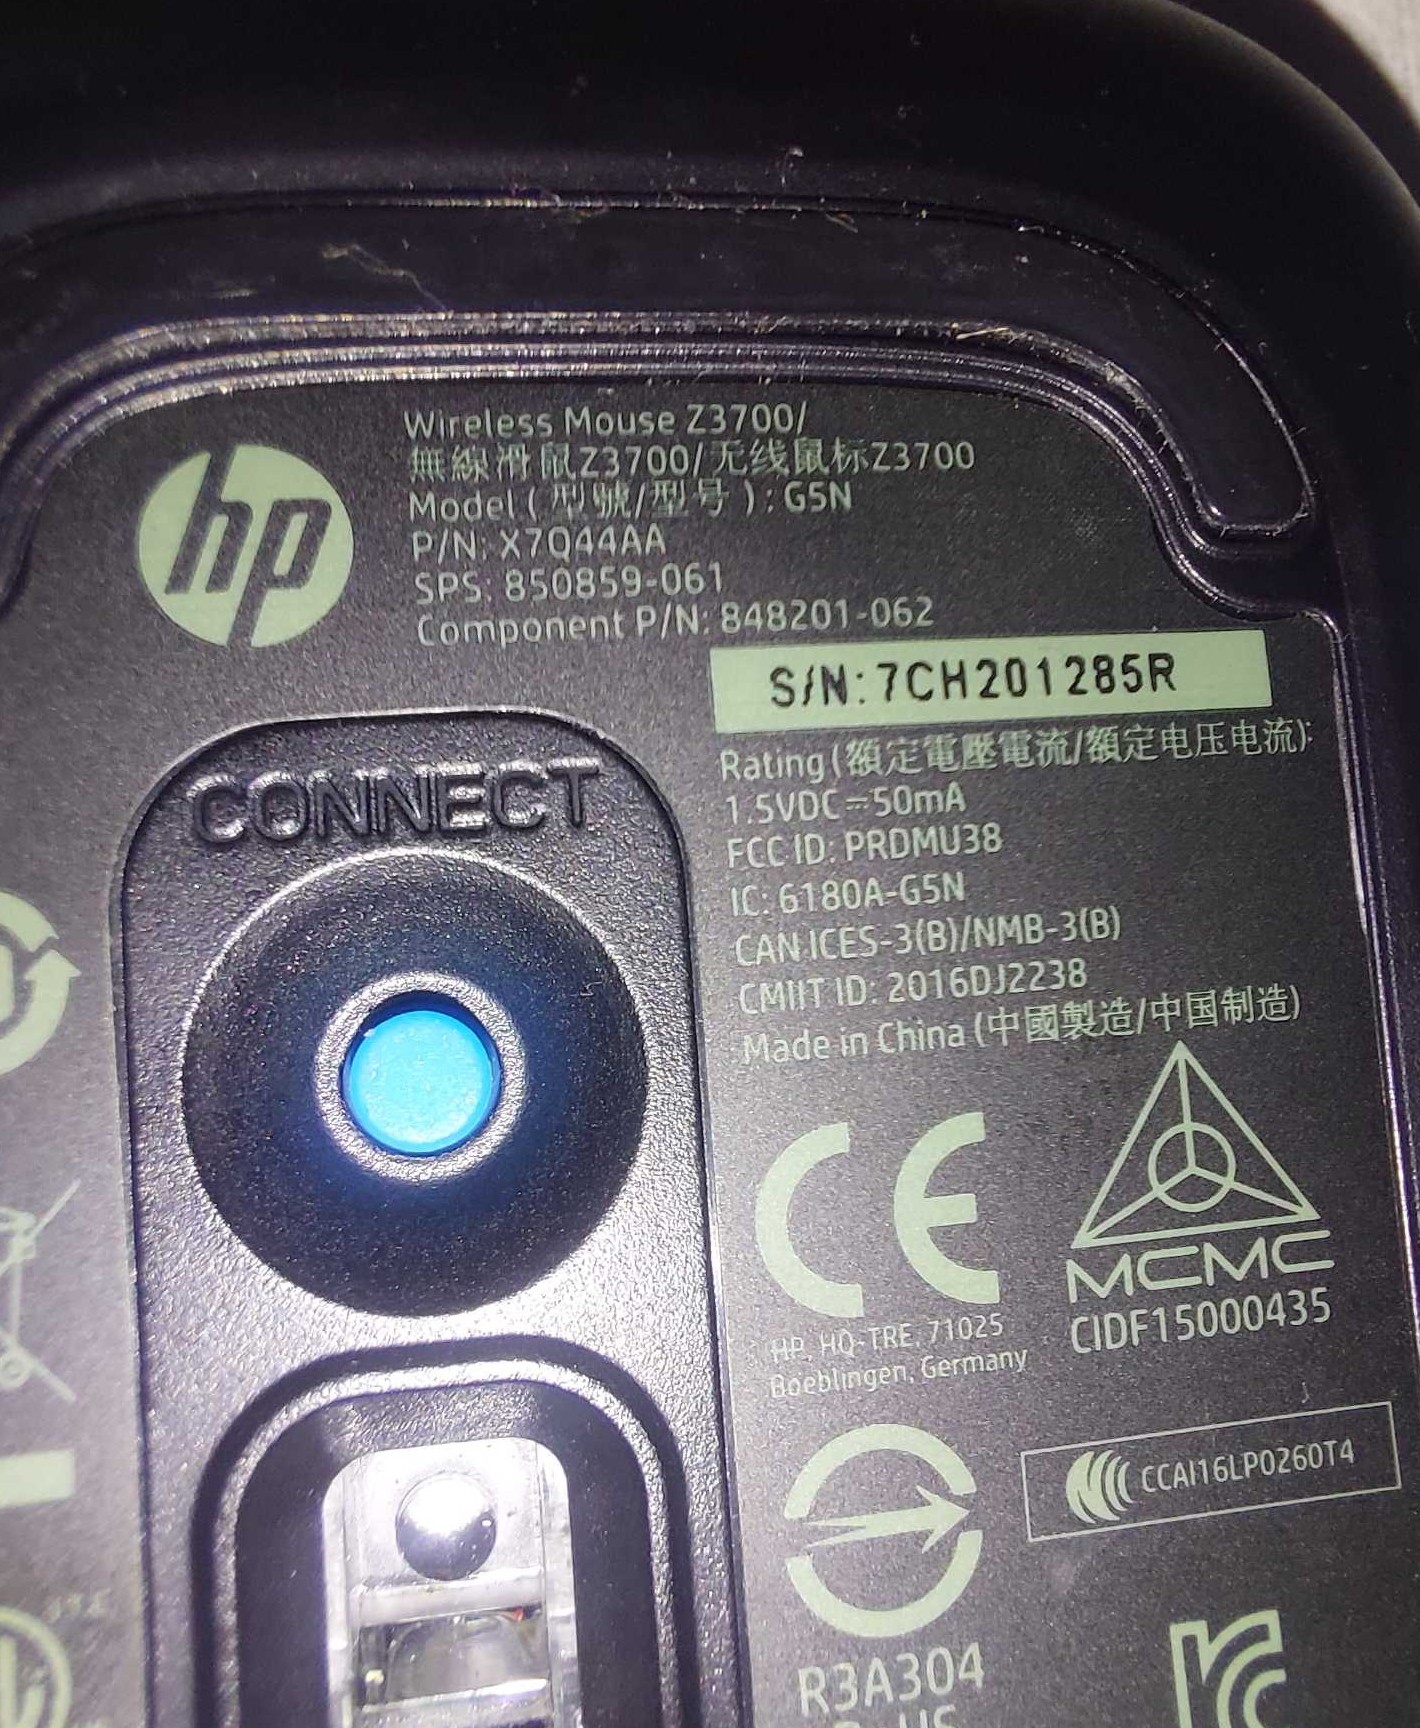 hp
Wireless Mouse Z3700/
無線滑鼠Z3700/无线鼠标Z3700
Model (型號/型号): G5N
P/N: X7Q44AA
SPS: 850859-061
Component P/N: 848201-062
S/N: 7CH201285R
CONNECT
Rating (額定電壓電流/额定电压电流):
1.5VDC⎓50mA
FCC ID: PRDMU38
IC: 6180A-G5N
CAN ICES-3(B)/NMB-3(B)
CMIIT ID: 2016DJ2238
Made in China (中國製造/中国制造)
CE
MCMC
CIDF15000435
HP, HQ-TRE, 71025
Boeblingen, Germany
CCAI16LP0260T4
R3A304